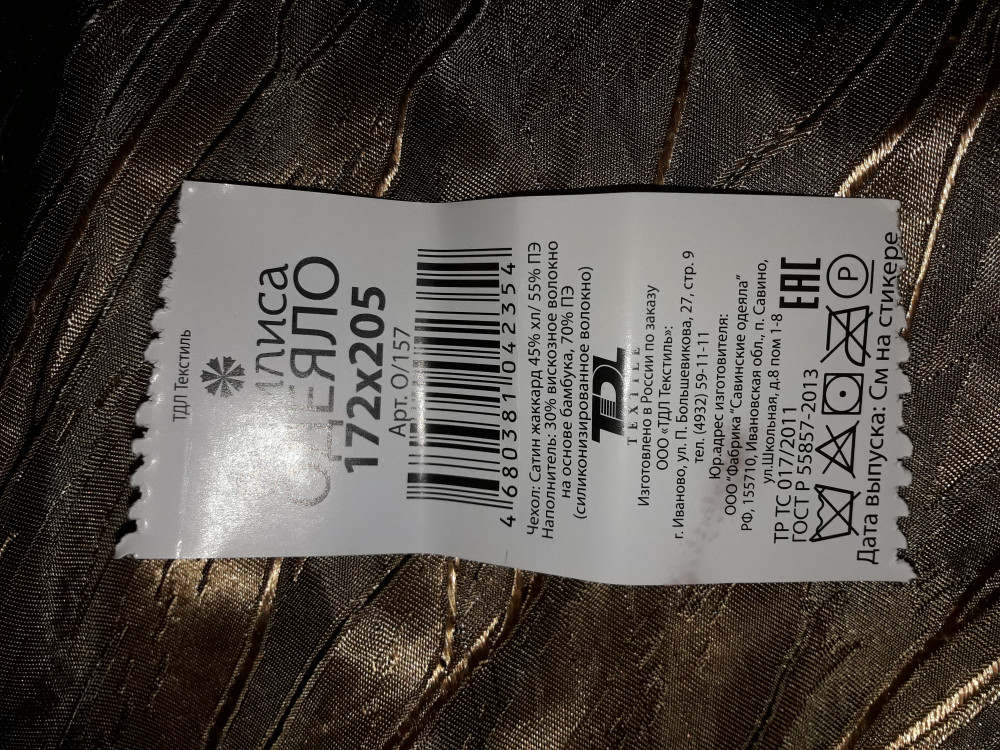 ТДЛ Текстиль
ОДЕЯЛО
172x205
Арт. О/157
4 680381 042354
Чехол: Сатин жаккард 45% хл/ 55% ПЭ
Наполнитель: 30% вискозное волокно
на основе бамбука, 70% ПЭ
(силиконизированное волокно)
TDL
TEXTILE
Изготовлено в России по заказу
ООО «ТДЛ Текстиль»:
г. Иваново, ул. П. Большевикова, 27, стр. 9
тел. (4932) 59-11-11
Юр.адрес изготовителя:
ООО "Фабрика "Савинские одеяла"
РФ, 155710, Ивановская обл., п. Савино,
ул.Школьная, д.8 пом 1-8
ТР ТС 017/2011
ГОСТ Р 55857-2013
ЕАС
P
Дата выпуска: См на стикере